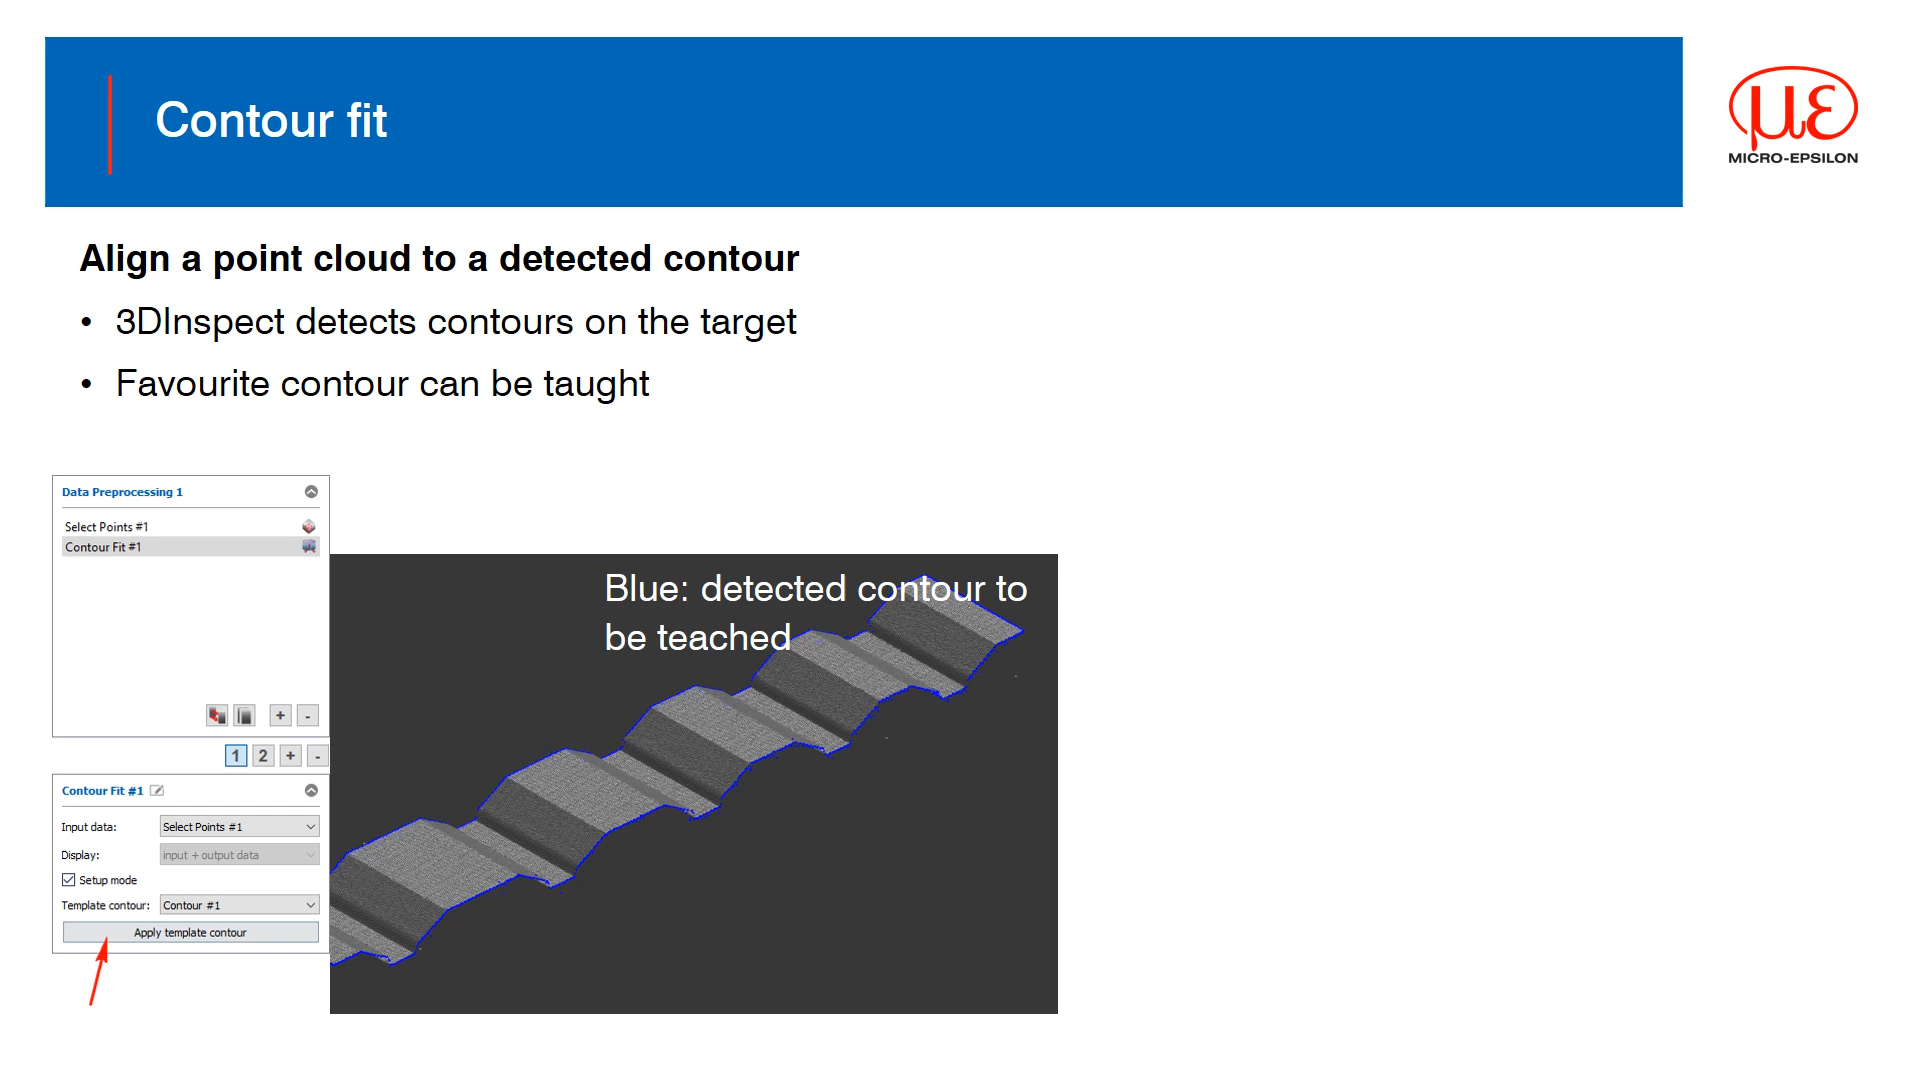 Contour fit
με
MICRO-EPSILON
Align a point cloud to a detected contour
• 3DInspect detects contours on the target
• Favourite contour can be taught
Data Preprocessing 1
Select Points #1
Contour Fit #1
+ -
1 2 + -
Contour Fit #1
Input data: Select Points #1
Display: input + output data
Setup mode
Template contour: Contour #1
Apply template contour
Blue: detected contour to
be teached